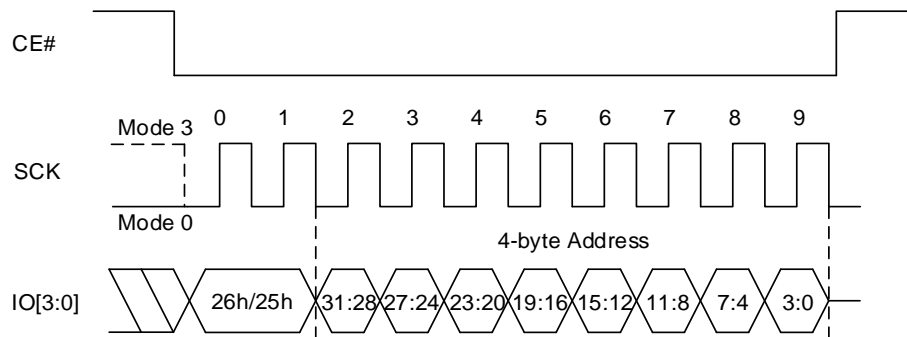 CE#
Mode 3
0 1 2 3 4 5 6 7 8 9
SCK
Mode 0
4-byte Address
IO[3:0]
26h/25h 31:28 27:24 23:20 19:16 15:12 11:8 7:4 3:0